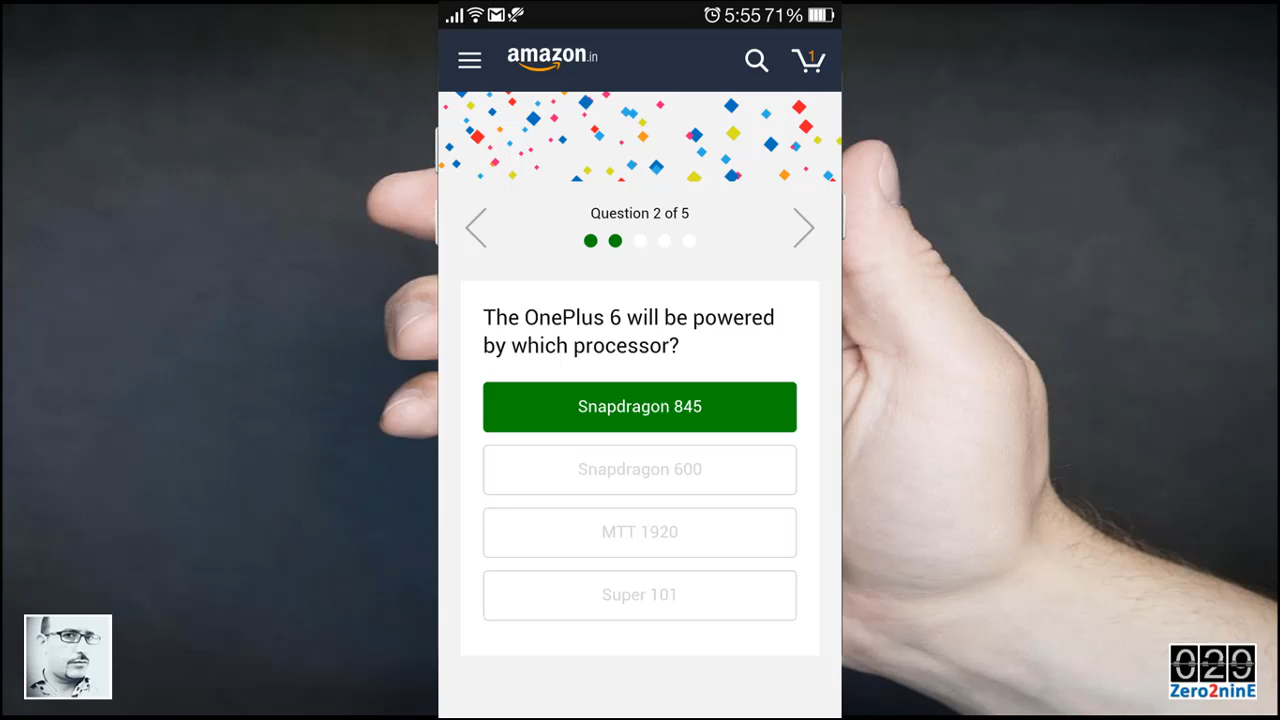 5:55 71%
amazon.in
1
Question 2 of 5
The OnePlus 6 will be powered
by which processor?
Snapdragon 845
Snapdragon 600
MTT 1920
Super 101
029
Zero2ninE